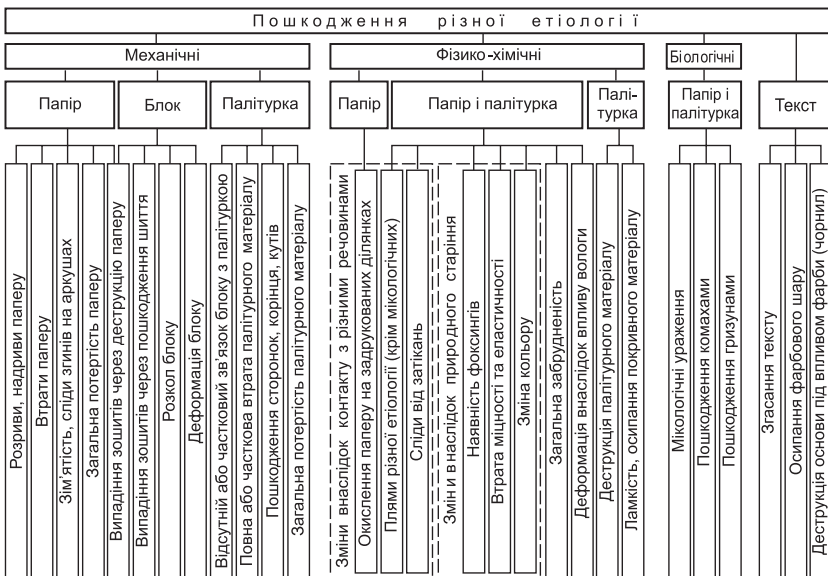 Пошкодження різної етіології
Механічні
Фізико-хімічні
Біологічні
Папір
Блок
Палітурка
Папір
Папір і палітурка
Палі-
турка
Папір і
палітурка
Текст
Розриви, надриви паперу
Втрати паперу
Зім'ятість, сліди згинів на аркушах
Загальна потертість паперу
Випадіння зошитів через деструкцію паперу
Випадіння зошитів через пошкодження шиття
Розкол блоку
Деформація блоку
Відсутній або частковий зв'язок блоку з палітуркою
Повна або часткова втрата палітурного матеріалу
Пошкодження сторонок, корінця, кутів
Загальна потертість палітурного матеріалу
Зміни внаслідок контакту з різними речовинами
Окислення паперу на задрукованих ділянках
Плями різної етіології (крім мікологічних)
Сліди від затікань
Зміни внаслідок природного старіння
Наявність фоксингів
Втрата міцності та еластичності
Зміна кольору
Загальна забрудненість
Деформація внаслідок впливу вологи
Деструкція палітурного матеріалу
Ламкість, осипання покривного матеріалу
Мікологічні ураження
Пошкодження комахами
Пошкодження гризунами
Згасання тексту
Осипання фарбового шару
Деструкція основи під впливом фарби (чорнил)